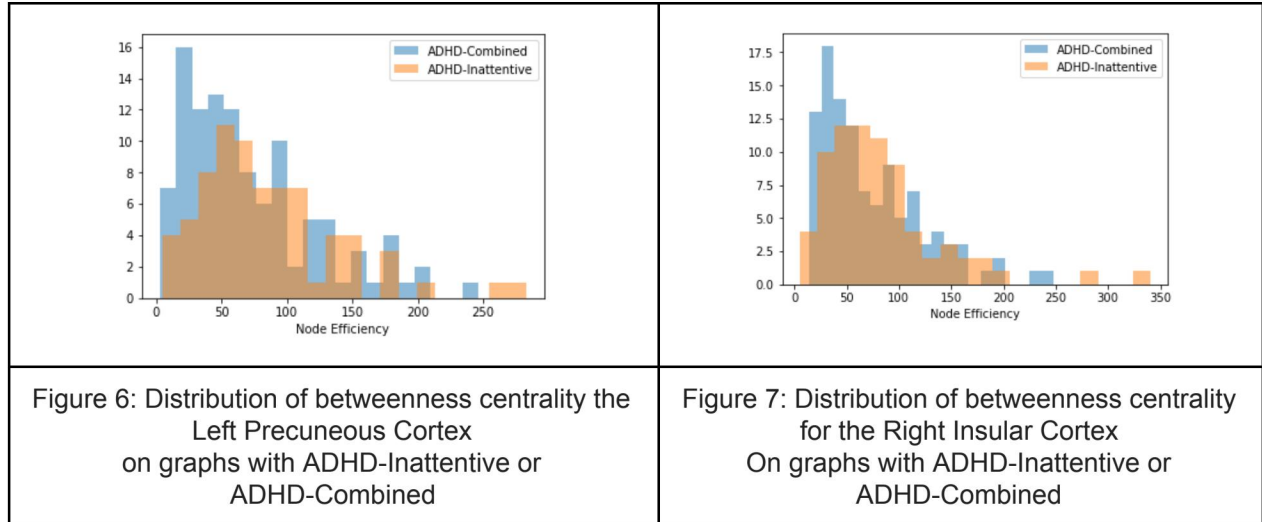 16
14
12
10
8
6
4
2
0
0 50 100 150 200 250
Node Efficiency
ADHD-Combined
ADHD-Inattentive
17.5
15.0
12.5
10.0
7.5
5.0
2.5
0.0
0 50 100 150 200 250 300 350
Node Efficiency
ADHD-Combined
ADHD-Inattentive
Figure 6: Distribution of betweenness centrality the
Left Precuneous Cortex
on graphs with ADHD-Inattentive or
ADHD-Combined
Figure 7: Distribution of betweenness centrality
for the Right Insular Cortex
On graphs with ADHD-Inattentive or
ADHD-Combined